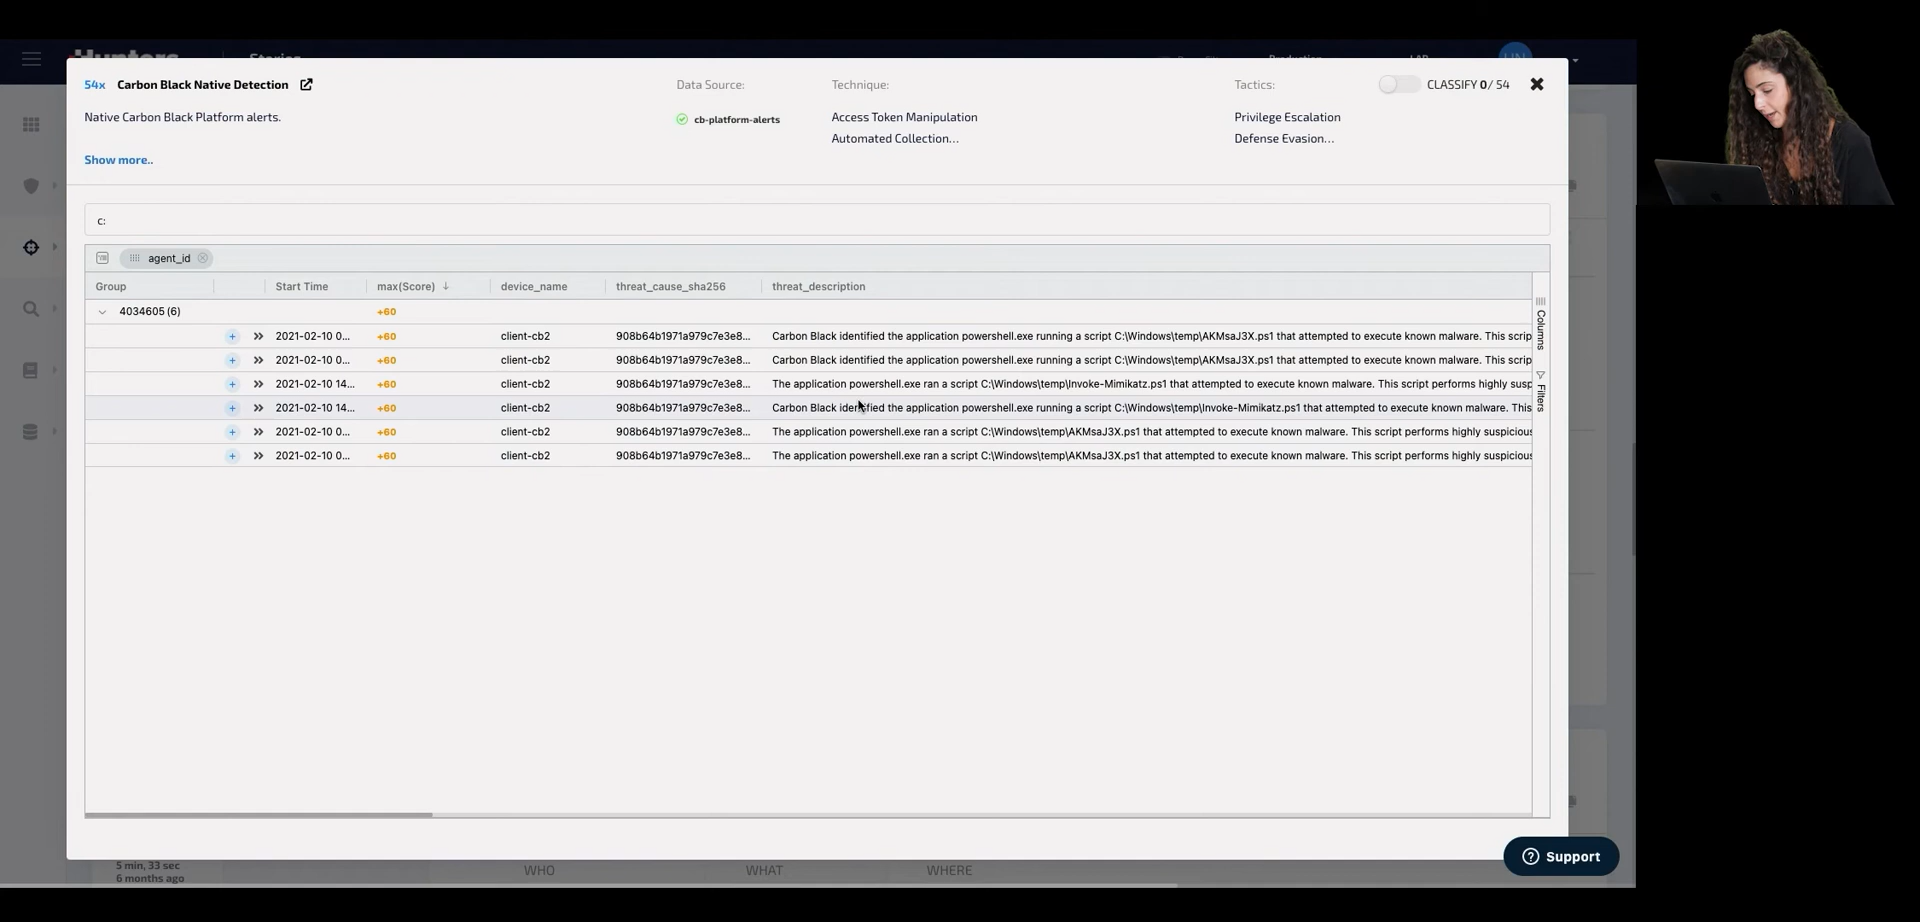 Hunters
Stories
Production
LAB
54x Carbon Black Native Detection
Data Source:
Technique:
Tactics:
CLASSIFY 0/ 54
Native Carbon Black Platform alerts.
cb-platform-alerts
Access Token Manipulation
Privilege Escalation
Automated Collection...
Defense Evasion...
Show more..
c:
agent_id
Group Start Time max(Score) device_name threat_cause_sha256 threat_description
4034605 (6) +60
2021-02-10 0... +60 client-cb2 908b64b1971a979c7e3e8... Carbon Black identified the application powershell.exe running a script C:\Windows\temp\AKMsaJ3X.ps1 that attempted to execute known malware. This scrip
2021-02-10 0... +60 client-cb2 908b64b1971a979c7e3e8... Carbon Black identified the application powershell.exe running a script C:\Windows\temp\AKMsaJ3X.ps1 that attempted to execute known malware. This scrip
2021-02-10 14... +60 client-cb2 908b64b1971a979c7e3e8... The application powershell.exe ran a script C:\Windows\temp\Invoke-Mimikatz.ps1 that attempted to execute known malware. This script performs highly susp
2021-02-10 14... +60 client-cb2 908b64b1971a979c7e3e8... Carbon Black identified the application powershell.exe running a script C:\Windows\temp\Invoke-Mimikatz.ps1 that attempted to execute known malware. This
2021-02-10 0... +60 client-cb2 908b64b1971a979c7e3e8... The application powershell.exe ran a script C:\Windows\temp\AKMsaJ3X.ps1 that attempted to execute known malware. This script performs highly suspicious
2021-02-10 0... +60 client-cb2 908b64b1971a979c7e3e8... The application powershell.exe ran a script C:\Windows\temp\AKMsaJ3X.ps1 that attempted to execute known malware. This script performs highly suspicious
Columns
Filters
Support
5 min, 33 sec
6 months ago
WHO WHAT WHERE